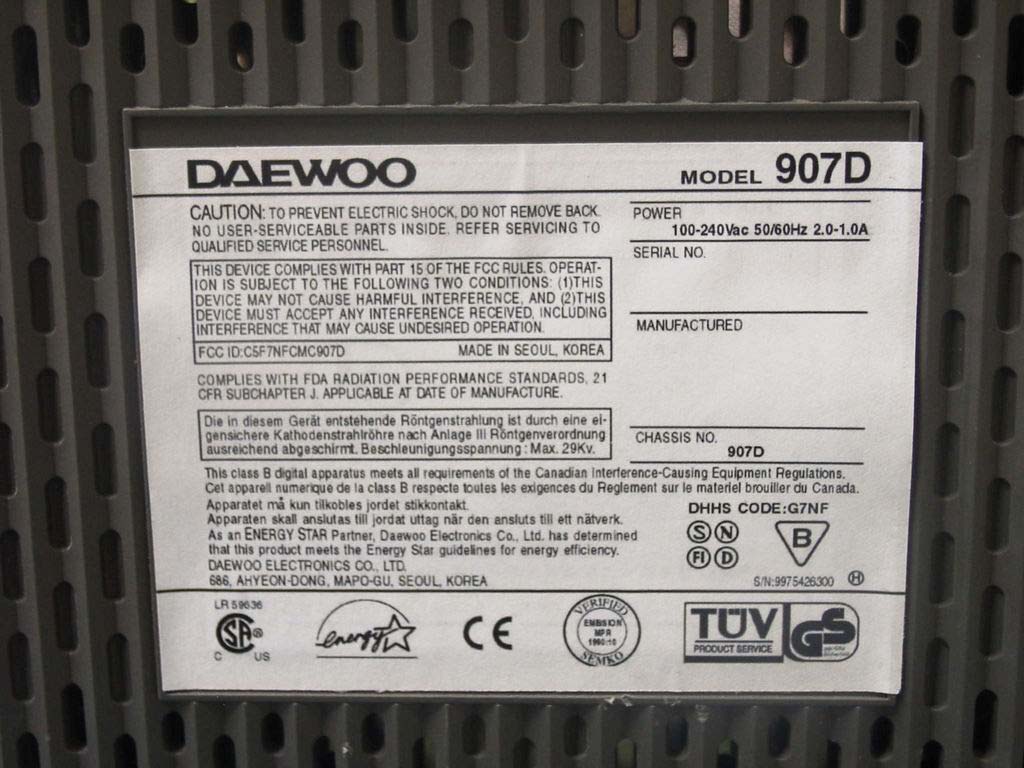 DAEWOO
MODEL 907D
CAUTION: TO PREVENT ELECTRIC SHOCK, DO NOT REMOVE BACK.
NO USER-SERVICEABLE PARTS INSIDE. REFER SERVICING TO
QUALIFIED SERVICE PERSONNEL.
THIS DEVICE COMPLIES WITH PART 15 OF THE FCC RULES. OPERAT-
ION IS SUBJECT TO THE FOLLOWING TWO CONDITIONS: (1)THIS
DEVICE MAY NOT CAUSE HARMFUL INTERFERENCE, AND (2)THIS
DEVICE MUST ACCEPT ANY INTERFERENCE RECEIVED, INCLUDING
INTERFERENCE THAT MAY CAUSE UNDESIRED OPERATION.
FCC ID:C5F7NFCMC907D MADE IN SEOUL, KOREA
COMPLIES WITH FDA RADIATION PERFORMANCE STANDARDS, 21
CFR SUBCHAPTER J. APPLICABLE AT DATE OF MANUFACTURE.
Die in diesem Gerät entstehende Röntgenstrahlung ist durch eine ei-
gensichere Kathodenstrahlröhre nach Anlage III Röntgenverordnung
ausreichend abgeschirmt. Beschleunigungsspannung : Max. 29Kv.
POWER
100-240Vac 50/60Hz 2.0-1.0A
SERIAL NO.
MANUFACTURED
CHASSIS NO.
907D
This class B digital apparatus meets all requirements of the Canadian Interference-Causing Equipment Regulations.
Cet appareil numerique de la class B respecte toutes les exigences du Reglement sur le materiel brouiller du Canada.
Apparatet må kun tilkobles jordet stikkontakt.
Apparaten skall anslutas till jordat uttag när den ansluts till ett nätverk.
As an ENERGY STAR Partner, Daewoo Electronics Co., Ltd. has determined
that this product meets the Energy Star guidelines for energy efficiency.
DAEWOO ELECTRONICS CO., LTD.
686, AHYEON-DONG, MAPO-GU, SEOUL, KOREA
DHHS CODE:G7NF
S N
FI D
B
S/N:9975426300 H
LR 59636
SA ®
C US
energy
CE
VERIFIED
EMISSION
MPR
1990:10
SEMKO
TÜV
PRODUCT SERVICE
GS